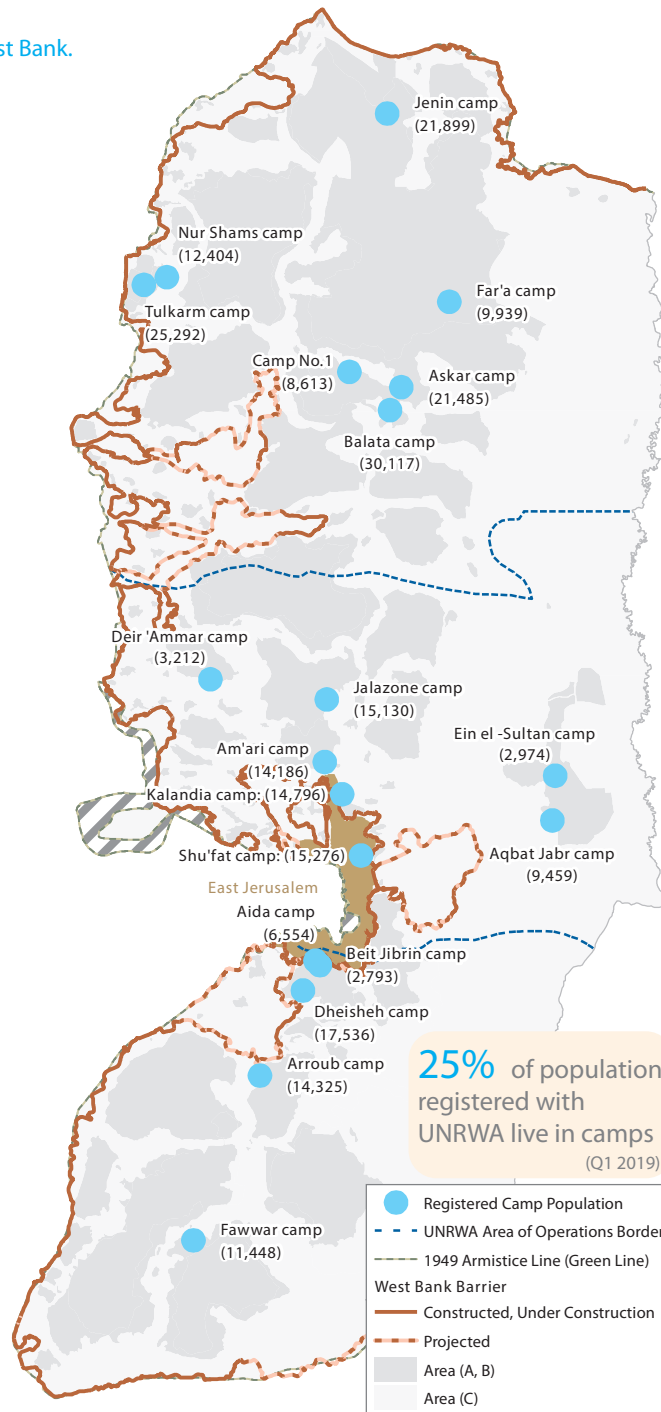 st Bank.
Jenin camp
(21,899)
Nur Shams camp
(12,404)
Tulkarm camp
(25,292)
Far'a camp
(9,939)
Camp No.1
(8,613)
Askar camp
(21,485)
Balata camp
(30,117)
Deir 'Ammar camp
(3,212)
Jalazone camp
(15,130)
Ein el -Sultan camp
(2,974)
Am'ari camp
(14,186)
Kalandia camp: (14,796)
Shu'fat camp: (15,276)
Aqbat Jabr camp
(9,459)
East Jerusalem
Aida camp
(6,554)
Beit Jibrin camp
(2,793)
Dheisheh camp
(17,536)
Arroub camp
(14,325)
25% of population
registered with
UNRWA live in camps
(Q1 2019)
Fawwar camp
(11,448)
Registered Camp Population
UNRWA Area of Operations Border
1949 Armistice Line (Green Line)
West Bank Barrier
Constructed, Under Construction
Projected
Area (A, B)
Area (C)